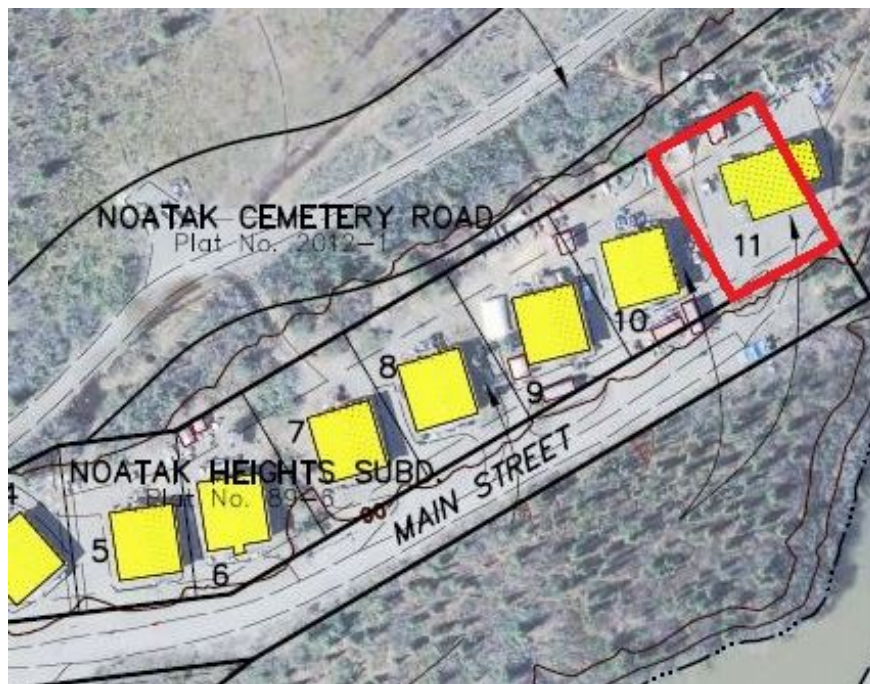 NOATAK CEMETERY ROAD
Plat No. 2012-1
11
10
8
9
7
NOATAK HEIGHTS SUBD.
Plat No. 89-6
MAIN STREET
80
5
6